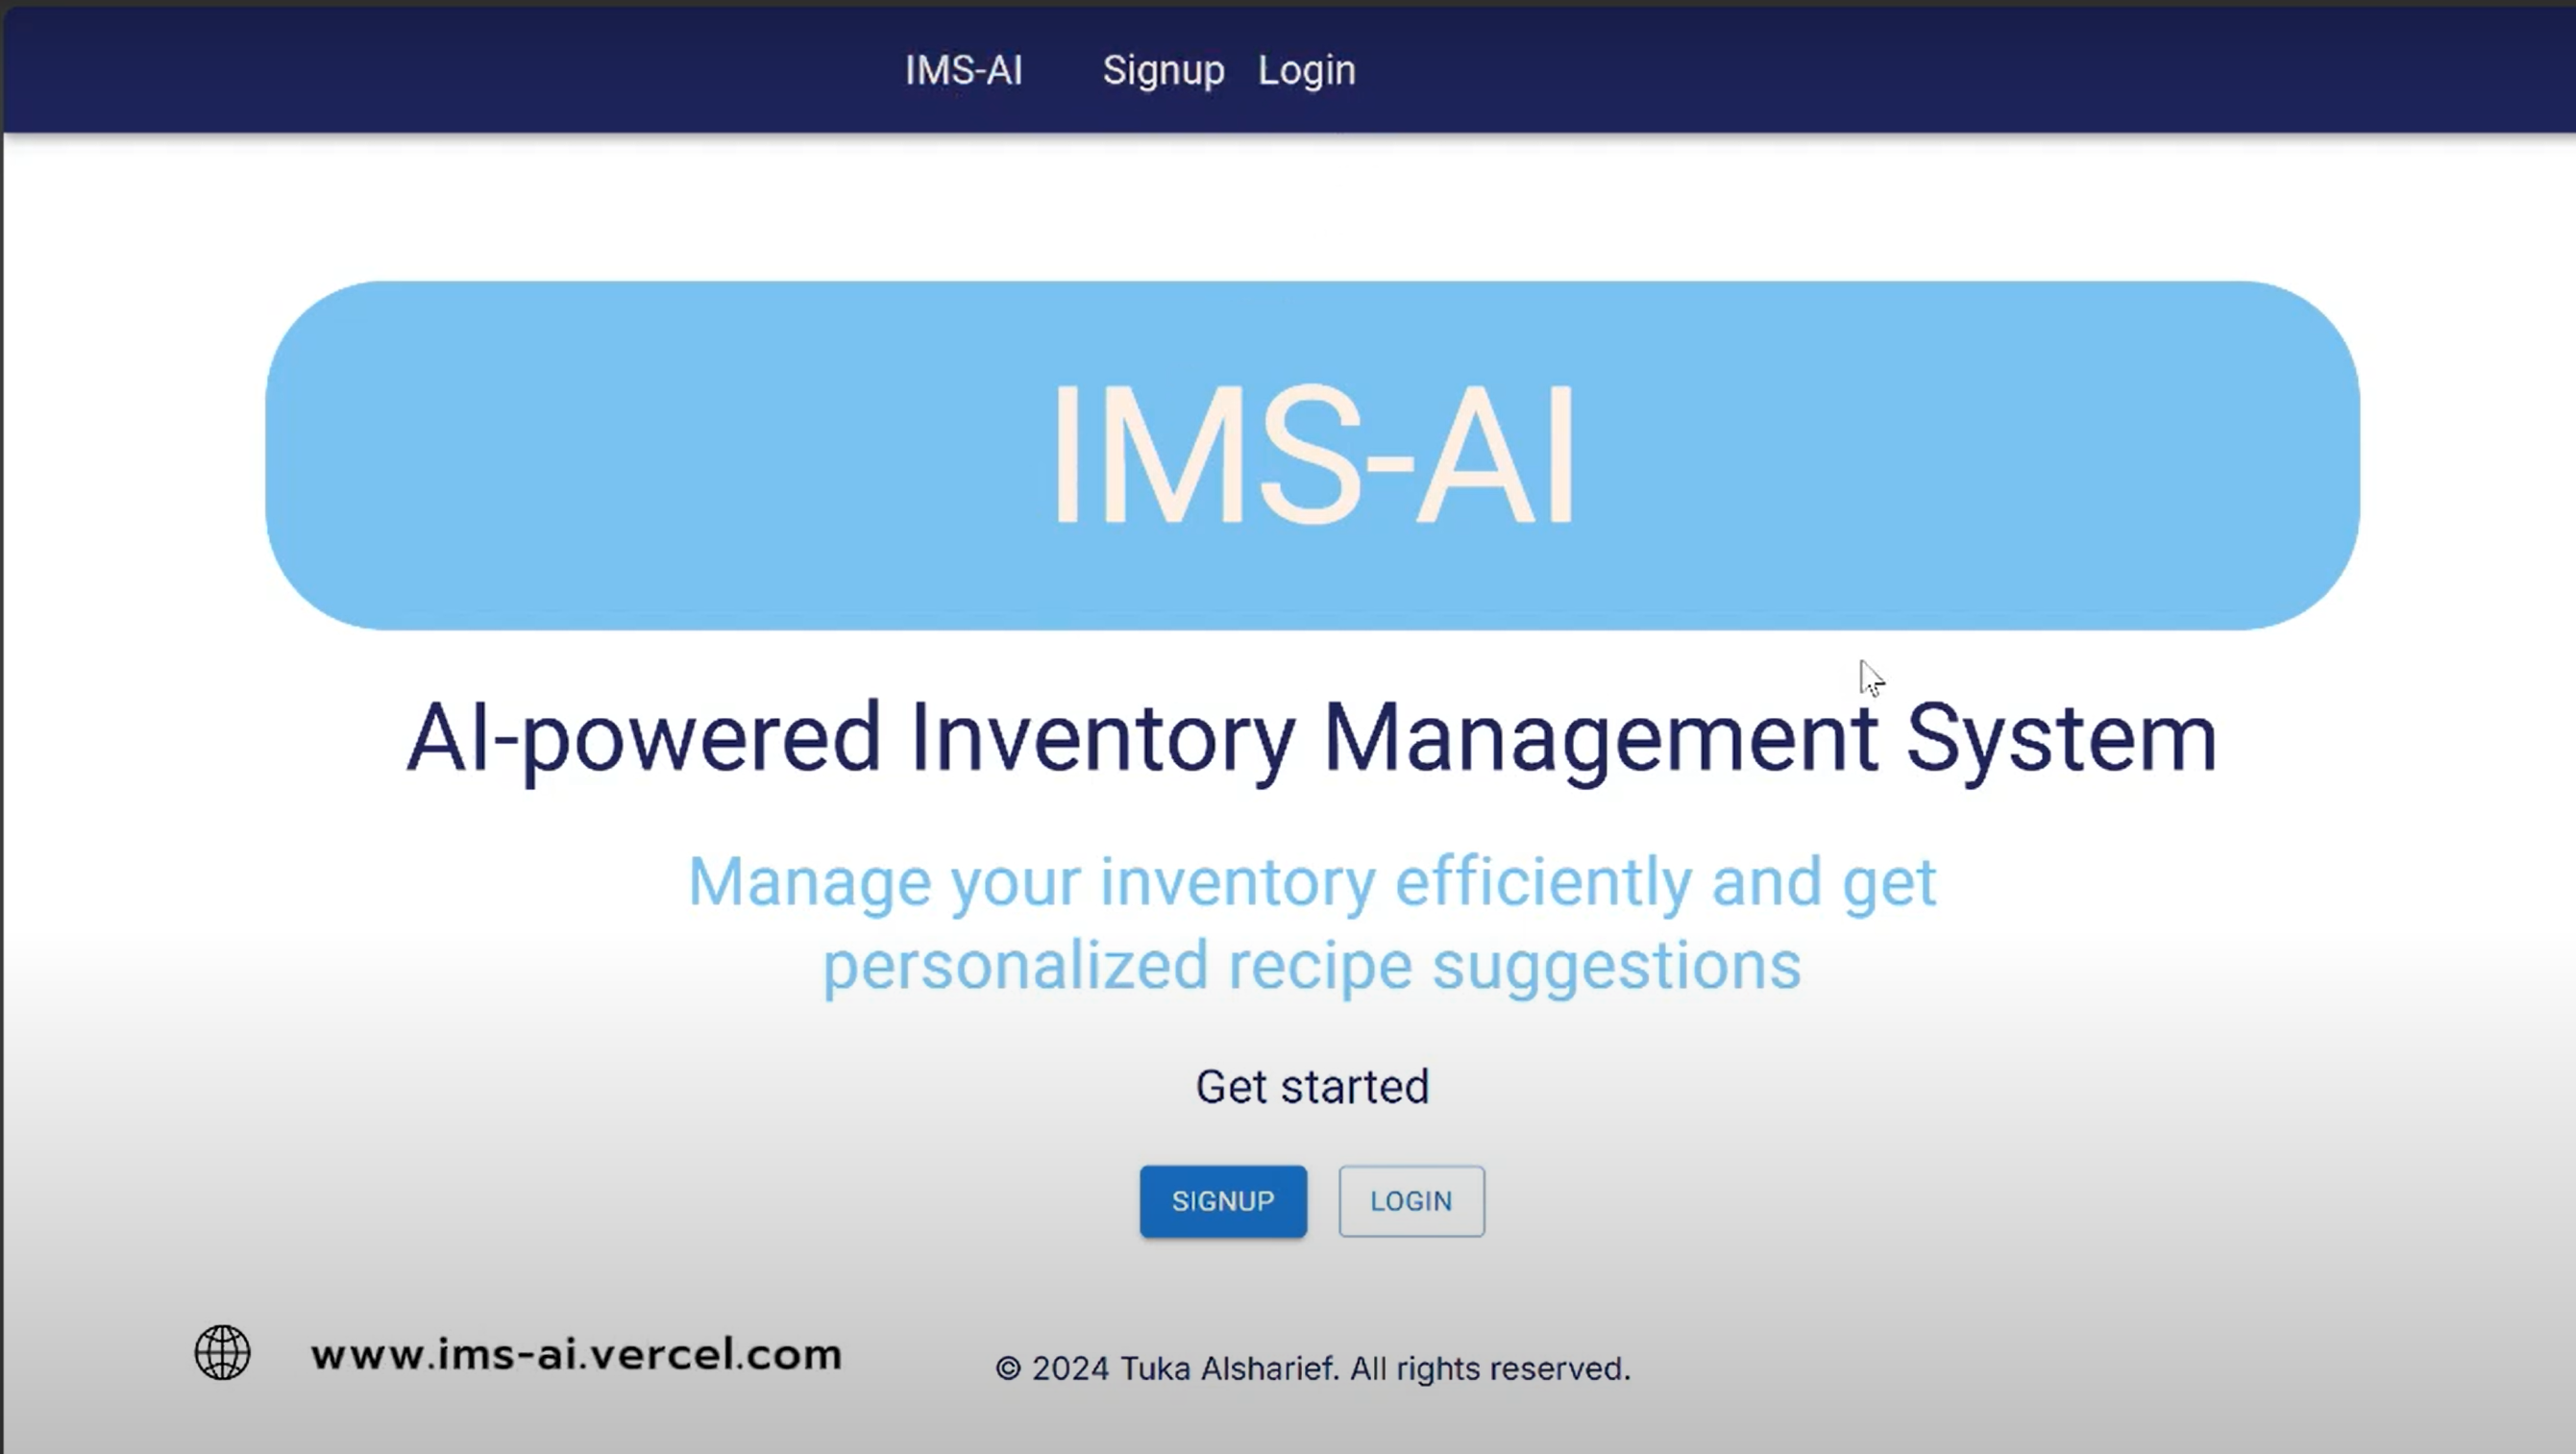 IMS-AI Signup Login
IMS-AI
AI-powered Inventory Management System
Manage your inventory efficiently and get
personalized recipe suggestions
Get started
SIGNUP LOGIN
www.ims-ai.vercel.com
© 2024 Tuka Alsharief. All rights reserved.